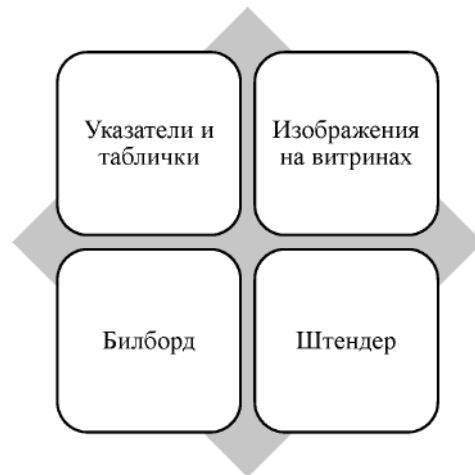 Указатели и
таблички
Изображения
на витринах
Билборд
Штендер